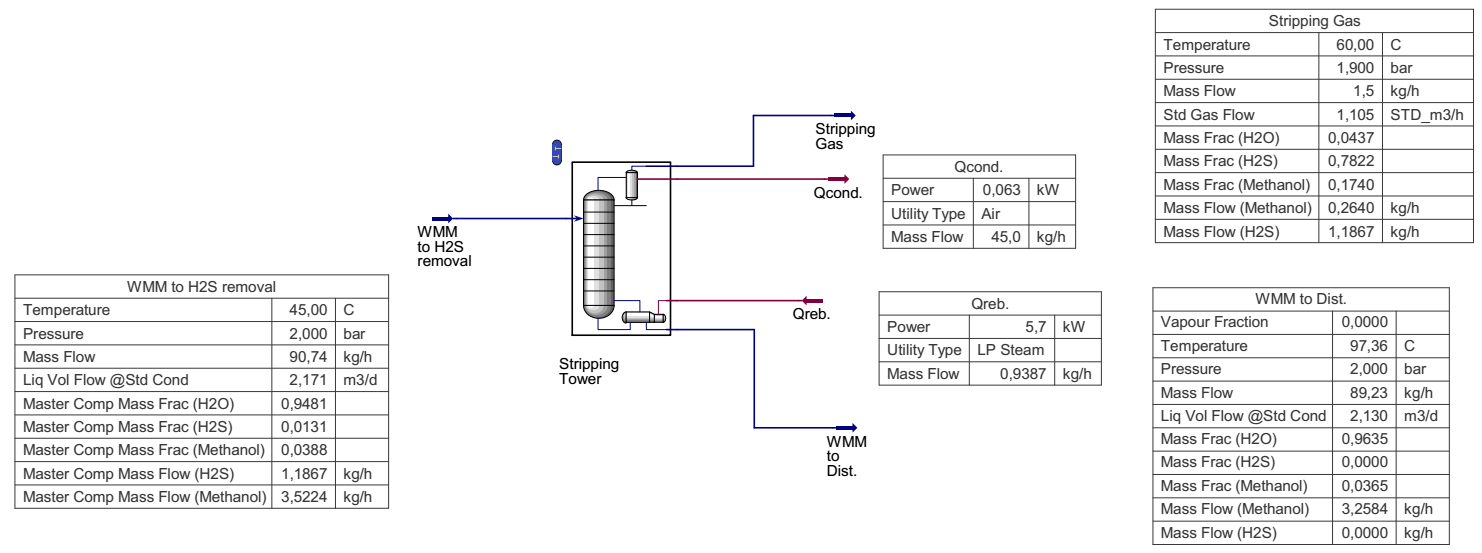 Stripping Gas
Temperature 60,00 C
Pressure 1,900 bar
Mass Flow 1,5 kg/h
Std Gas Flow 1,105 STD_m3/h
Mass Frac (H2O) 0,0437
Mass Frac (H2S) 0,7822
Mass Frac (Methanol) 0,1740
Mass Flow (Methanol) 0,2640 kg/h
Mass Flow (H2S) 1,1867 kg/h
Stripping
Gas
Qcond.
Qcond.
Power 0,063 kW
Utility Type Air
Mass Flow 45,0 kg/h
WMM
to H2S
removal
WMM to H2S removal
Temperature 45,00 C
Pressure 2,000 bar
Mass Flow 90,74 kg/h
Liq Vol Flow @Std Cond 2,171 m3/d
Master Comp Mass Frac (H2O) 0,9481
Master Comp Mass Frac (H2S) 0,0131
Master Comp Mass Frac (Methanol) 0,0388
Master Comp Mass Flow (H2S) 1,1867 kg/h
Master Comp Mass Flow (Methanol) 3,5224 kg/h
Stripping
Tower
Qreb.
Qreb.
Power 5,7 kW
Utility Type LP Steam
Mass Flow 0,9387 kg/h
WMM
to
Dist.
WMM to Dist.
Vapour Fraction 0,0000
Temperature 97,36 C
Pressure 2,000 bar
Mass Flow 89,23 kg/h
Liq Vol Flow @Std Cond 2,130 m3/d
Mass Frac (H2O) 0,9635
Mass Frac (H2S) 0,0000
Mass Frac (Methanol) 0,0365
Mass Flow (Methanol) 3,2584 kg/h
Mass Flow (H2S) 0,0000 kg/h